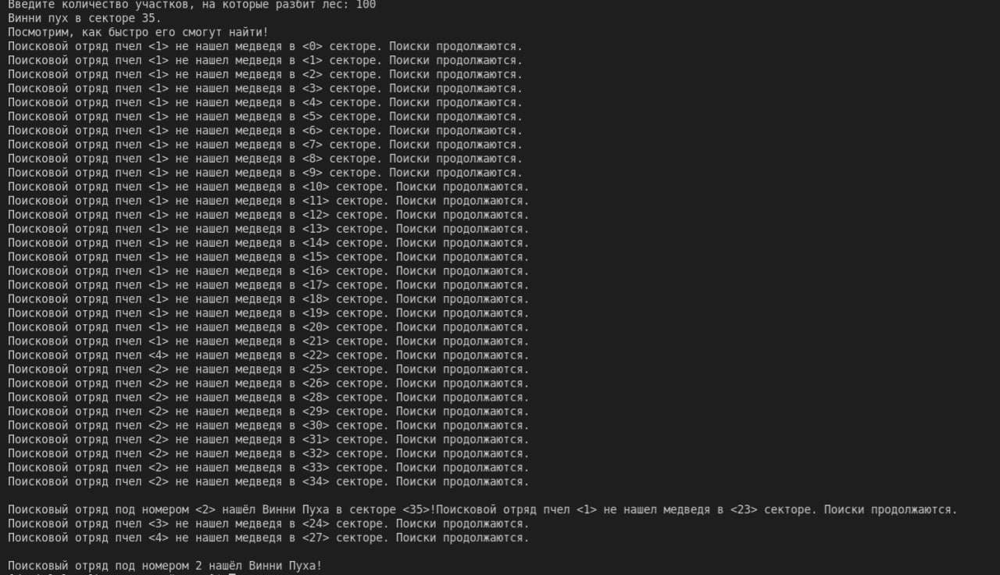 Введите количество участков, на которые разбит лес: 100
Винни пух в секторе 35.
Посмотрим, как быстро его смогут найти!
Поисковой отряд пчел <1> не нашел медведя в <0> секторе. Поиски продолжаются.
Поисковой отряд пчел <1> не нашел медведя в <1> секторе. Поиски продолжаются.
Поисковой отряд пчел <1> не нашел медведя в <2> секторе. Поиски продолжаются.
Поисковой отряд пчел <1> не нашел медведя в <3> секторе. Поиски продолжаются.
Поисковой отряд пчел <1> не нашел медведя в <4> секторе. Поиски продолжаются.
Поисковой отряд пчел <1> не нашел медведя в <5> секторе. Поиски продолжаются.
Поисковой отряд пчел <1> не нашел медведя в <6> секторе. Поиски продолжаются.
Поисковой отряд пчел <1> не нашел медведя в <7> секторе. Поиски продолжаются.
Поисковой отряд пчел <1> не нашел медведя в <8> секторе. Поиски продолжаются.
Поисковой отряд пчел <1> не нашел медведя в <9> секторе. Поиски продолжаются.
Поисковой отряд пчел <1> не нашел медведя в <10> секторе. Поиски продолжаются.
Поисковой отряд пчел <1> не нашел медведя в <11> секторе. Поиски продолжаются.
Поисковой отряд пчел <1> не нашел медведя в <12> секторе. Поиски продолжаются.
Поисковой отряд пчел <1> не нашел медведя в <13> секторе. Поиски продолжаются.
Поисковой отряд пчел <1> не нашел медведя в <14> секторе. Поиски продолжаются.
Поисковой отряд пчел <1> не нашел медведя в <15> секторе. Поиски продолжаются.
Поисковой отряд пчел <1> не нашел медведя в <16> секторе. Поиски продолжаются.
Поисковой отряд пчел <1> не нашел медведя в <17> секторе. Поиски продолжаются.
Поисковой отряд пчел <1> не нашел медведя в <18> секторе. Поиски продолжаются.
Поисковой отряд пчел <1> не нашел медведя в <19> секторе. Поиски продолжаются.
Поисковой отряд пчел <1> не нашел медведя в <20> секторе. Поиски продолжаются.
Поисковой отряд пчел <1> не нашел медведя в <21> секторе. Поиски продолжаются.
Поисковой отряд пчел <4> не нашел медведя в <22> секторе. Поиски продолжаются.
Поисковой отряд пчел <2> не нашел медведя в <25> секторе. Поиски продолжаются.
Поисковой отряд пчел <2> не нашел медведя в <26> секторе. Поиски продолжаются.
Поисковой отряд пчел <2> не нашел медведя в <28> секторе. Поиски продолжаются.
Поисковой отряд пчел <2> не нашел медведя в <29> секторе. Поиски продолжаются.
Поисковой отряд пчел <2> не нашел медведя в <30> секторе. Поиски продолжаются.
Поисковой отряд пчел <2> не нашел медведя в <31> секторе. Поиски продолжаются.
Поисковой отряд пчел <2> не нашел медведя в <32> секторе. Поиски продолжаются.
Поисковой отряд пчел <2> не нашел медведя в <33> секторе. Поиски продолжаются.
Поисковой отряд пчел <2> не нашел медведя в <34> секторе. Поиски продолжаются.
Поисковый отряд под номером <2> нашёл Винни Пуха в секторе <35>!Поисковой отряд пчел <1> не нашел медведя в <23> секторе. Поиски продолжаются.
Поисковой отряд пчел <3> не нашел медведя в <24> секторе. Поиски продолжаются.
Поисковой отряд пчел <4> не нашел медведя в <27> секторе. Поиски продолжаются.
Поисковый отряд под номером 2 нашёл Винни Пуха!